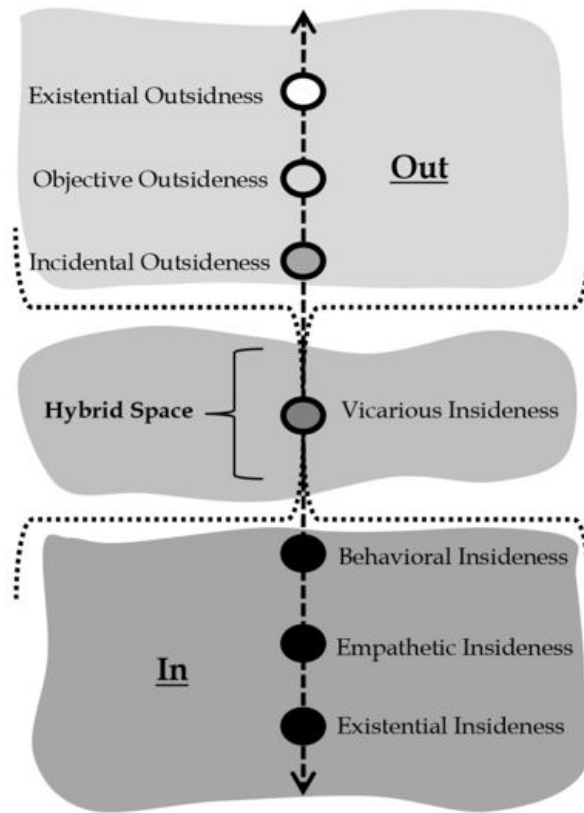 Existential Outsidness
Objective Outsideness
Out
Incidental Outsideness
Hybrid Space
Vicarious Insideness
Behavioral Insideness
Empathetic Insideness
In
Existential Insideness